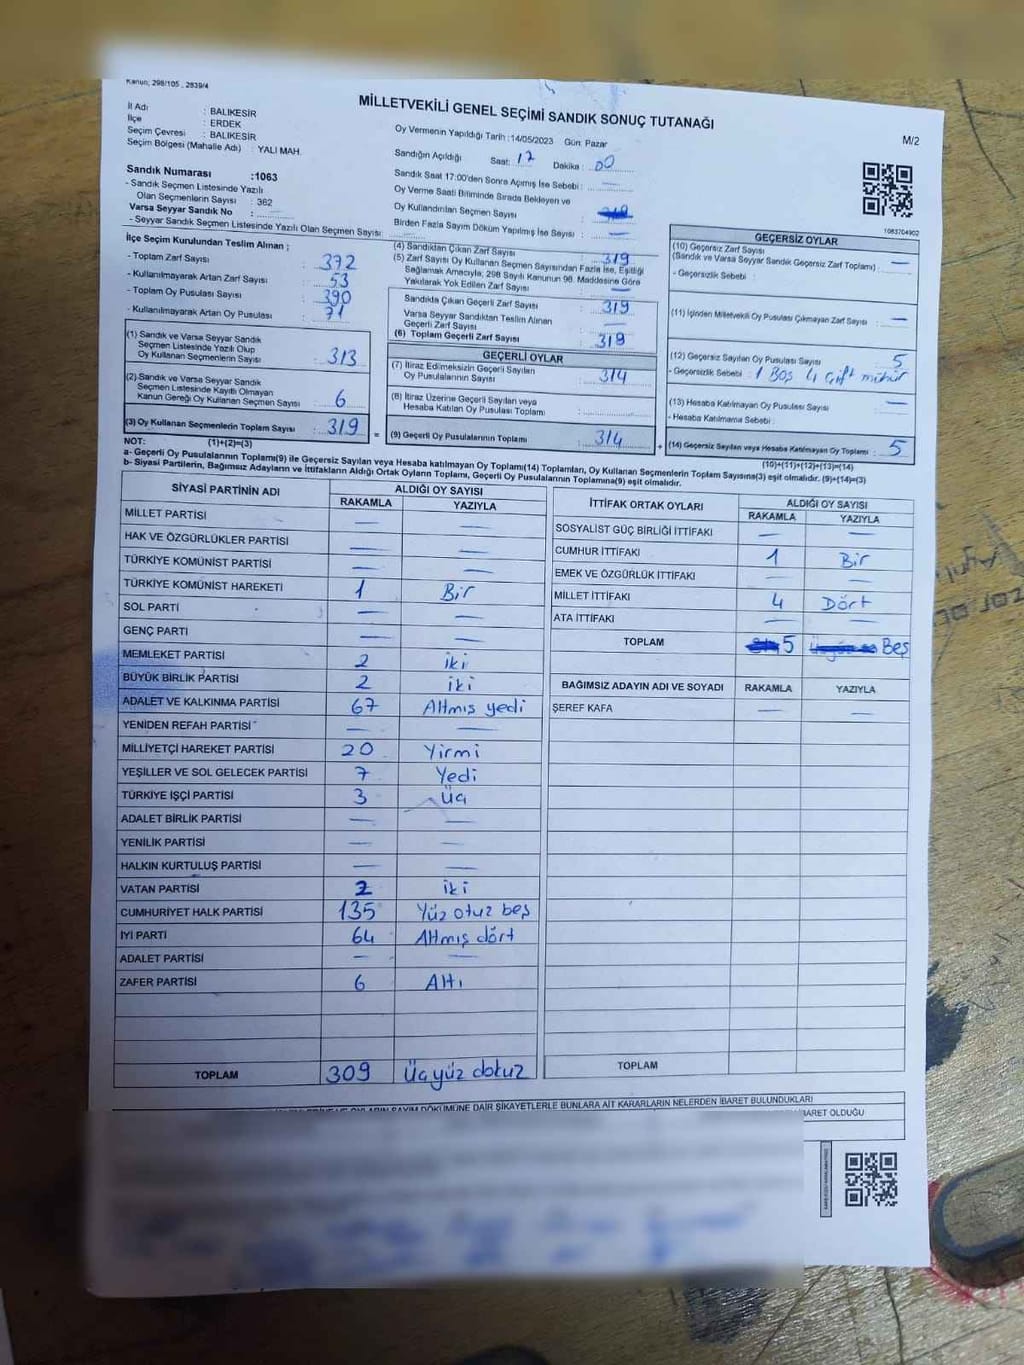 Kanun; 298/105 , 2839/4
MİLLETVEKİLİ GENEL SEÇİMİ SANDIK SONUÇ TUTANAĞI
M/2
İl Adı : BALIKESİR
İlçe : ERDEK
Seçim Çevresi : BALIKESİR
Seçim Bölgesi (Mahalle Adı) : YALI MAH.
Oy Vermenin Yapıldığı Tarih :14/05/2023 Gün: Pazar
Sandığın Açıldığı Saat: 17 Dakika : 00
Sandık Saat 17:00'den Sonra Açımış İse Sebebi : —
Oy Verme Saati Bitiminde Sırada Bekleyen ve
Oy Kullandırılan Seçmen Sayısı :
Birden Fazla Sayım Döküm Yapılmış İse Sayısı : —
Sandık Numarası :1063
- Sandık Seçmen Listesinde Yazılı
Olan Seçmenlerin Sayısı : 362
Varsa Seyyar Sandık No :
- Seyyar Sandık Seçmen Listesinde Yazılı Olan Seçmen Sayısı:
1063704902
İlçe Seçim Kurulundan Teslim Alınan ;
- Toplam Zarf Sayısı : 372
- Kullanılmayarak Artan Zarf Sayısı : 53
- Toplam Oy Pusulası Sayısı : 390
- Kullanılmayarak Artan Oy Pusulası : 71
(1) Sandık ve Varsa Seyyar Sandık
Seçmen Listesinde Yazılı Olup
Oy Kullanan Seçmenlerin Sayısı : 313
(2) Sandık ve Varsa Seyyar Sandık
Seçmen Listesinde Kayıtlı Olmayan
Kanun Gereği Oy Kullanan Seçmen Sayısı : 6
(3) Oy Kullanan Seçmenlerin Toplam Sayısı : 319
(4) Sandıktan Çıkan Zarf Sayısı : 319
(5) Zarf Sayısı Oy Kullanan Seçmen Sayısından Fazla İse, Eşitliği
Sağlamak Amacıyla; 298 Sayılı Kanunun 98. Maddesine Göre
Yakılarak Yok Edilen Zarf Sayısı : —
Sandıkta Çıkan Geçerli Zarf Sayısı : 319
Varsa Seyyar Sandıktan Teslim Alınan
Geçerli Zarf Sayısı : —
(6) Toplam Geçerli Zarf Sayısı : 319
GEÇERLİ OYLAR
(7) İtiraz Edilmeksizin Geçerli Sayılan
Oy Pusulalarının Sayısı : 314
(8) İtiraz Üzerine Geçerli Sayılan veya
Hesaba Katılan Oy Pusulası Toplamı :
= (9) Geçerli Oy Pusulalarının Toplamı : 314
GEÇERSİZ OYLAR
(10) Geçersiz Zarf Sayısı
(Sandık ve Varsa Seyyar Sandık Geçersiz Zarf Toplamı) : —
- Geçersizlik Sebebi :
(11) İçinden Milletvekili Oy Pusulası Çıkmayan Zarf Sayısı : —
(12) Geçersiz Sayılan Oy Pusulası Sayısı : 5
- Geçersizlik Sebebi : 1 Boş 4 Çift mühür
(13) Hesaba Katılmayan Oy Pusulası Sayısı : —
- Hesaba Katılmama Sebebi :
+ (14) Geçersiz Sayılan veya Hesaba Katılmayan Oy Toplamı : 5
NOT: (1)+(2)=(3)
(10)+(11)+(12)+(13)=(14)
a- Geçerli Oy Pusulalarının Toplamı(9) ile Geçersiz Sayılan veya Hesaba katılmayan Oy Toplamı(14) Toplamları, Oy Kullanan Seçmenlerin Toplam Sayısına(3) eşit olmalıdır. (9)+(14)=(3)
b- Siyasi Partilerin, Bağımsız Adayların ve İttifakların Aldığı Ortak Oyların Toplamı, Geçerli Oy Pusulalarının Toplamına(9) eşit olmalıdır.
SİYASİ PARTİNİN ADI ALDIĞI OY SAYISI
RAKAMLA YAZIYLA
MİLLET PARTİSİ — —
HAK VE ÖZGÜRLÜKLER PARTİSİ — —
TÜRKİYE KOMÜNİST PARTİSİ — —
TÜRKİYE KOMÜNİST HAREKETİ 1 Bir
SOL PARTİ — —
GENÇ PARTİ — —
MEMLEKET PARTİSİ 2 iki
BÜYÜK BİRLİK PARTİSİ 2 iki
ADALET VE KALKINMA PARTİSİ 67 Altmış yedi
YENİDEN REFAH PARTİSİ — —
MİLLİYETÇİ HAREKET PARTİSİ 20 Yirmi
YEŞİLLER VE SOL GELECEK PARTİSİ 7 Yedi
TÜRKİYE İŞÇİ PARTİSİ 3 Üç
ADALET BİRLİK PARTİSİ — —
YENİLİK PARTİSİ — —
HALKIN KURTULUŞ PARTİSİ — —
VATAN PARTİSİ 2 iki
CUMHURİYET HALK PARTİSİ 135 Yüz otuz beş
İYİ PARTİ 64 Altmış dört
ADALET PARTİSİ — —
ZAFER PARTİSİ 6 Altı
TOPLAM 309 Üçyüz dokuz
İTTİFAK ORTAK OYLARI ALDIĞI OY SAYISI
RAKAMLA YAZIYLA
SOSYALİST GÜÇ BİRLİĞİ İTTİFAKI — —
CUMHUR İTTİFAKI 1 Bir
EMEK VE ÖZGÜRLÜK İTTİFAKI — —
MİLLET İTTİFAKI 4 Dört
ATA İTTİFAKI — —
TOPLAM 5 Beş
BAĞIMSIZ ADAYIN ADI VE SOYADI RAKAMLA YAZIYLA
ŞEREF KAFA — —
TOPLAM
OYLARIN SAYIM DÖKÜMÜNE DAİR ŞİKAYETLERLE BUNLARA AİT KARARLARIN NELERDEN İBARET BULUNDUKLARI
İBARET OLDUĞU